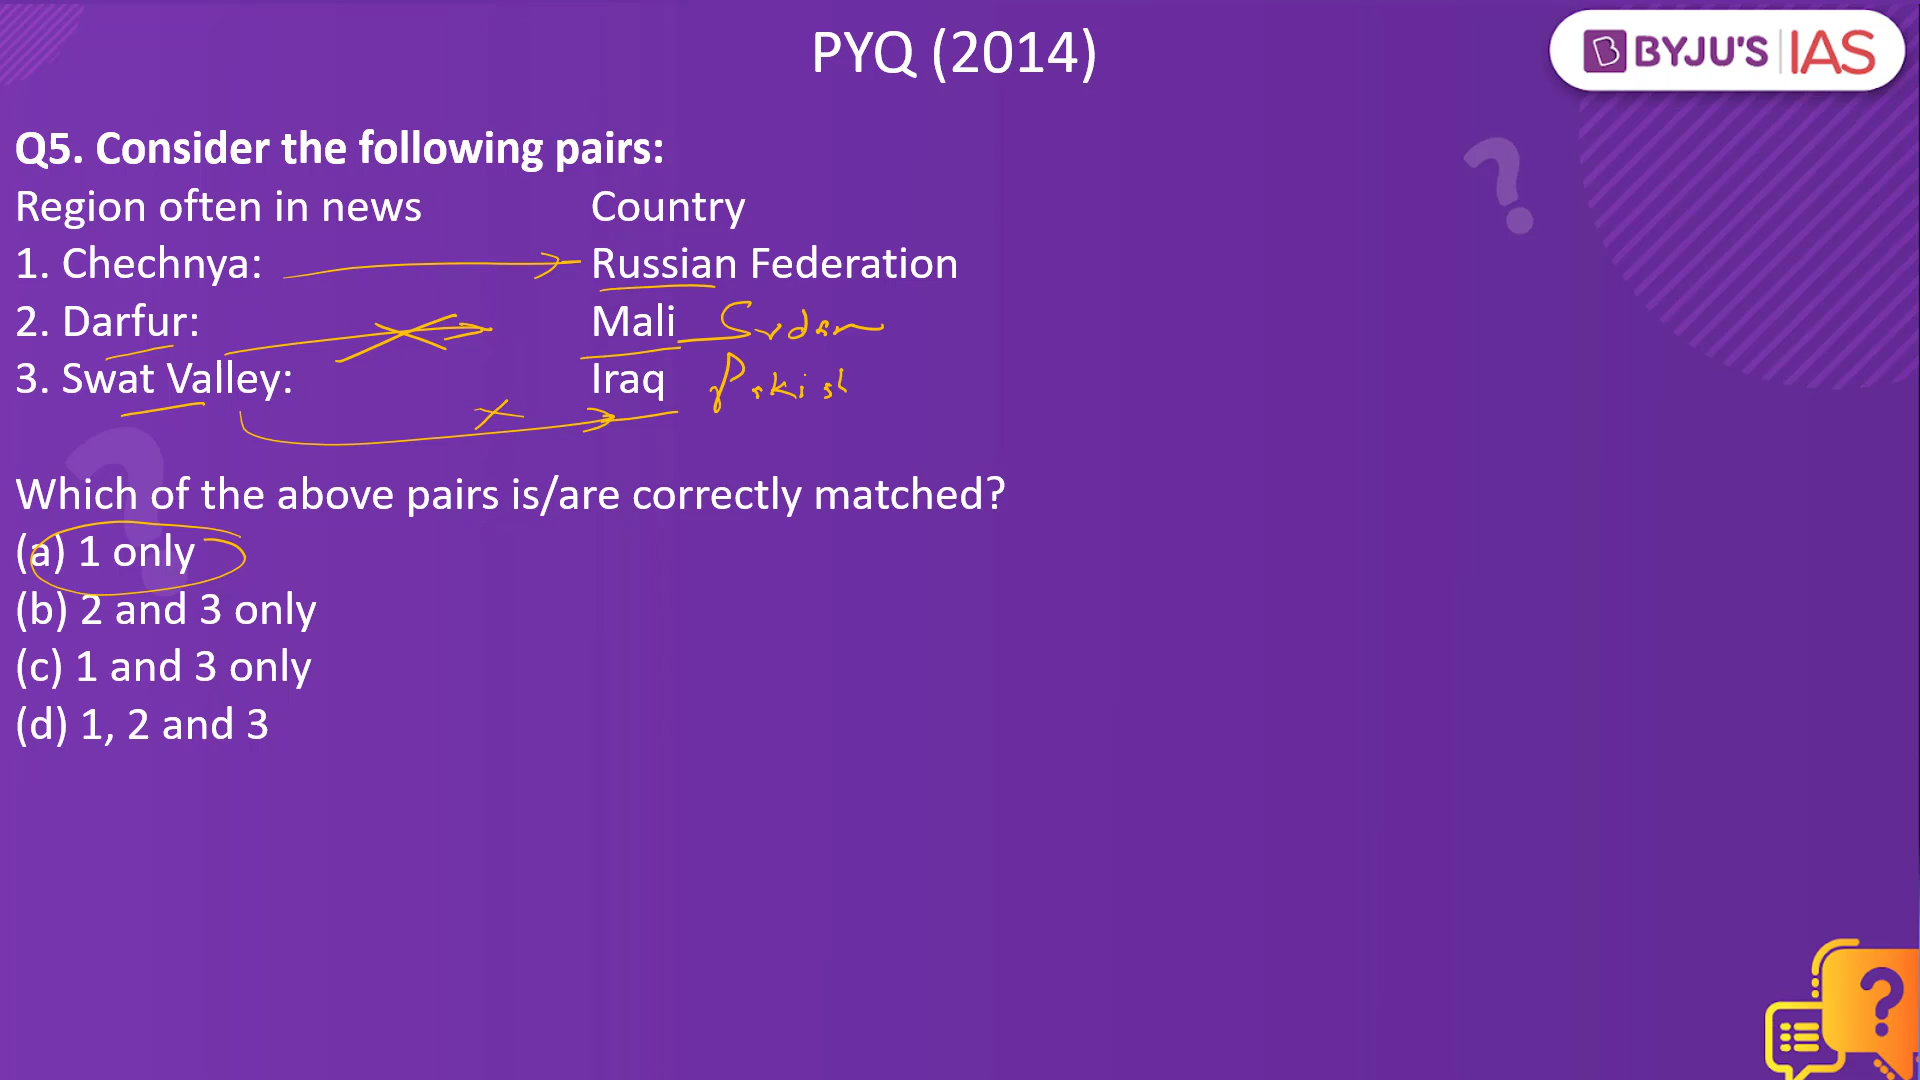 PYQ (2014)
BYJU'S IAS
Q5. Consider the following pairs:
Region often in news Country
1. Chechnya: Russian Federation
2. Darfur: Mali Sudan
3. Swat Valley: Iraq
Which of the above pairs is/are correctly matched?
(a) 1 only
(b) 2 and 3 only
(c) 1 and 3 only
(d) 1, 2 and 3